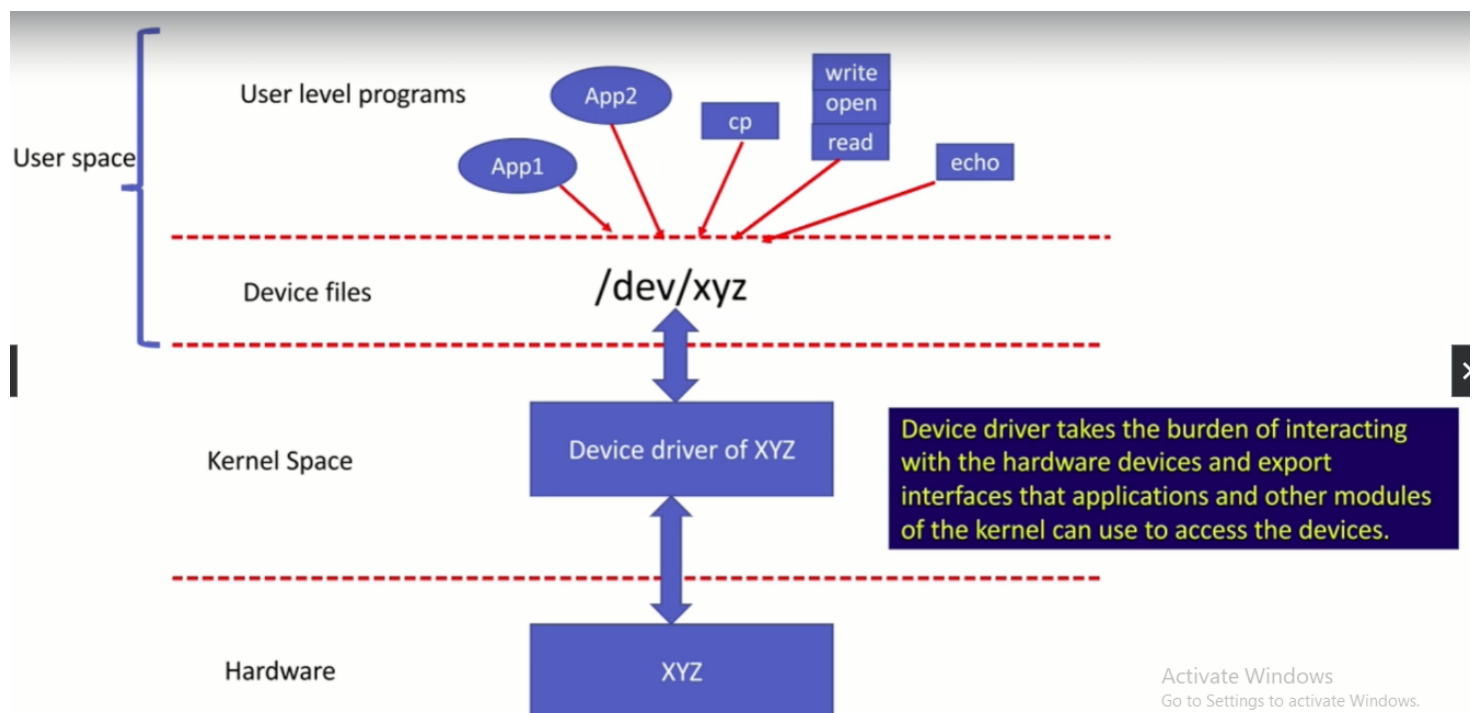 write
User level programs
App2
open
cp
read
User space
App1
echo
Device files
/dev/xyz
Device driver takes the burden of interacting
with the hardware devices and export
interfaces that applications and other modules
of the kernel can use to access the devices.
Kernel Space
Device driver of XYZ
Hardware
XYZ
Activate Windows
Go to Settings to activate Windows.